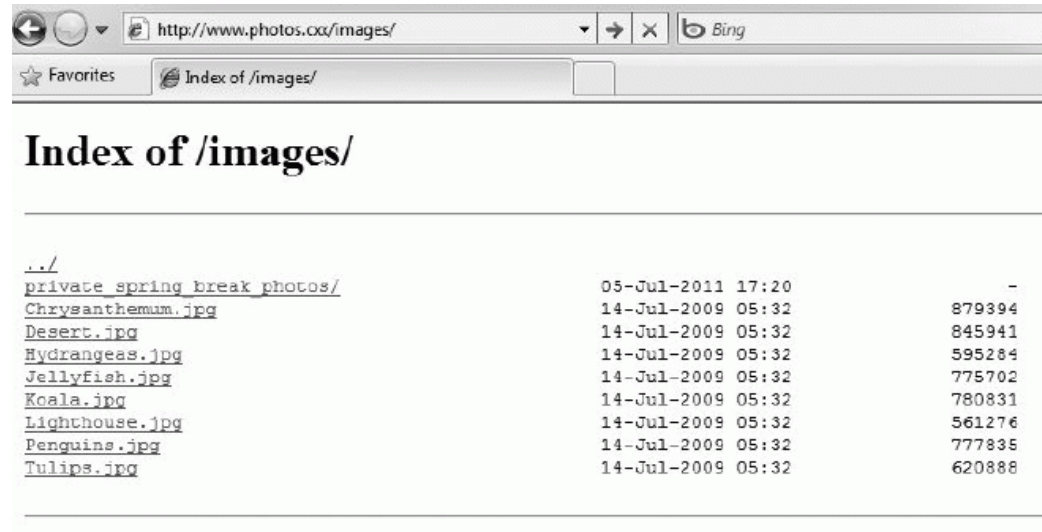 http://www.photos.cxx/images/ Bing
Favorites Index of /images/
Index of /images/
../
private_spring_break_photos/ 05-Jul-2011 17:20 -
Chrysanthemum.jpg 14-Jul-2009 05:32 879394
Desert.jpg 14-Jul-2009 05:32 845941
Hydrangeas.jpg 14-Jul-2009 05:32 595284
Jellyfish.jpg 14-Jul-2009 05:32 775702
Koala.jpg 14-Jul-2009 05:32 780831
Lighthouse.jpg 14-Jul-2009 05:32 561276
Penguins.jpg 14-Jul-2009 05:32 777835
Tulips.jpg 14-Jul-2009 05:32 620888